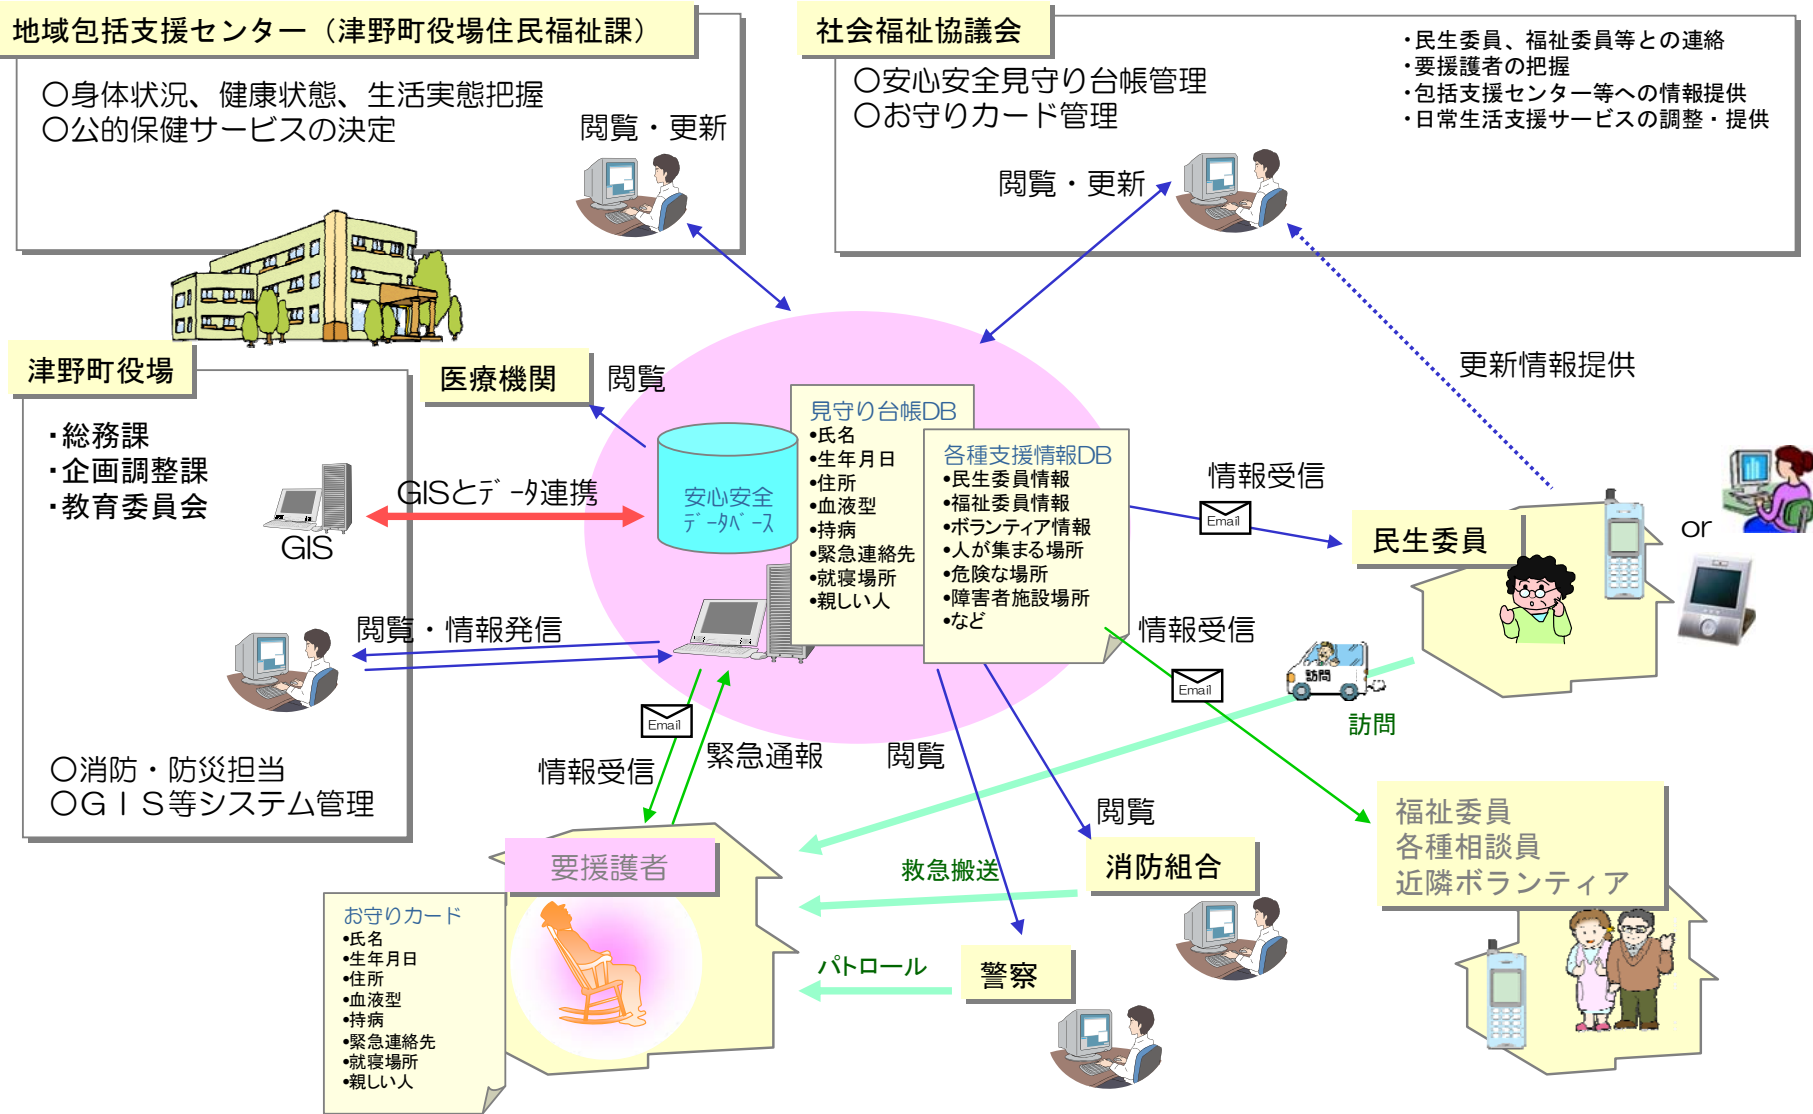 地域包括支援センター（津野町役場住民福祉課）
○身体状況、健康状態、生活実態把握
○公的保健サービスの決定
閲覧・更新
社会福祉協議会
○安心安全見守り台帳管理
○お守りカード管理
・民生委員、福祉委員等との連絡
・要援護者の把握
・包括支援センター等への情報提供
・日常生活支援サービスの調整・提供
閲覧・更新
更新情報提供
津野町役場
・総務課
・企画調整課
・教育委員会
GIS
GISとﾃﾞｰﾀ連携
閲覧・情報発信
○消防・防災担当
○ＧＩＳ等システム管理
医療機関
閲覧
安心安全
ﾃﾞｰﾀﾍﾞｰｽ
見守り台帳DB
•氏名
•生年月日
•住所
•血液型
•持病
•緊急連絡先
•就寝場所
•親しい人
各種支援情報DB
•民生委員情報
•福祉委員情報
•ボランティア情報
•人が集まる場所
•危険な場所
•障害者施設場所
•など
情報受信
Email
民生委員
or
情報受信
Email
訪問
訪問
Email
情報受信
緊急通報
閲覧
閲覧
福祉委員
各種相談員
近隣ボランティア
要援護者
救急搬送
消防組合
パトロール
警察
お守りカード
•氏名
•生年月日
•住所
•血液型
•持病
•緊急連絡先
•就寝場所
•親しい人